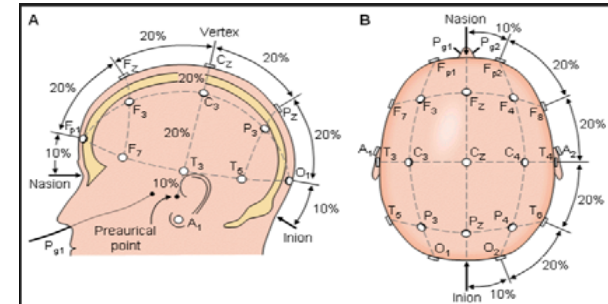 A
Vertex
20%
20%
Fz
Cz
20%
20%
F3
C3
Pz
P3
20%
20%
Fp1
F7
T3
T5
O1
10%
10%
10%
Nasion
Preaurical
point
A1
Inion
Pg1
B
Nasion
10%
Pg1
Pg2
Fp1
Fp2
20%
F7
F3
Fz
F4
F8
20%
A1
T3
C3
Cz
C4
T4
A2
20%
T5
P3
Pz
P4
T6
O1
O2
20%
10%
Inion